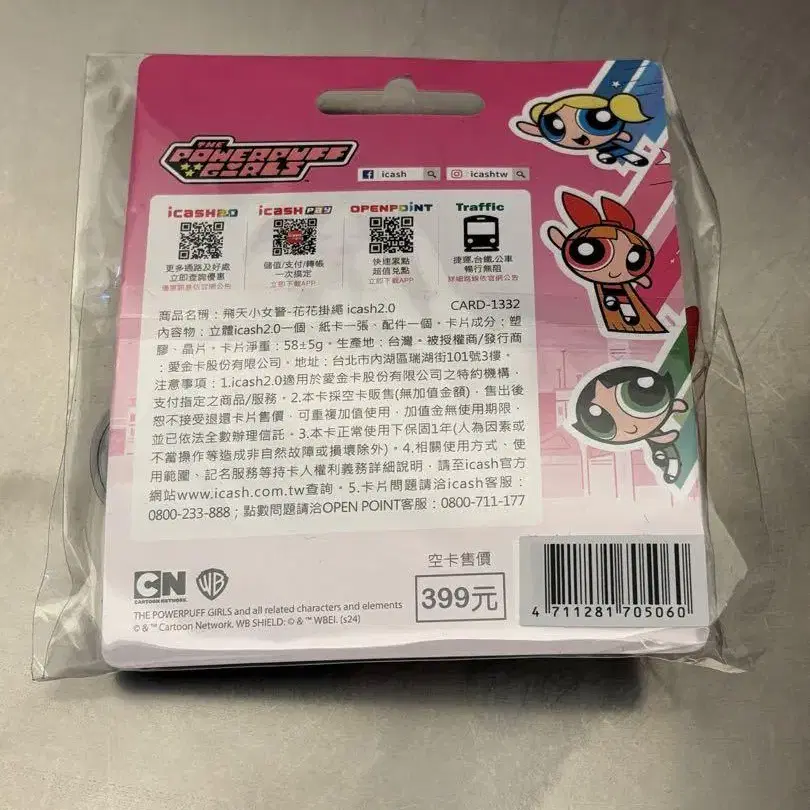 THE
POWERPUFF
GIRLS
icash
icashtw
icash2.0
icash Pay
OPENPOINT
Traffic
更多通路及好處
立即查詢優惠
儲值/支付/轉帳
一次搞定
立即下載APP
快速累點
超值兌點
立即下載APP
捷運.台鐵.公車
暢行無阻
詳細路線依官網公告
商品名稱：飛天小女警-花花掛繩 icash2.0 CARD-1332
內容物：立體icash2.0一個、紙卡一張、配件一個。卡片成分：塑
膠、晶片。卡片淨重：58±5g。生產地：台灣。被授權商/發行商
：愛金卡股份有限公司。地址：台北市內湖區瑞湖街101號3樓。
注意事項：1.icash2.0適用於愛金卡股份有限公司之特約機構，
支付指定之商品/服務。2.本卡採空卡販售(無加值金額)，售出後
恕不接受退還卡片售價，可重複加值使用，加值金無使用期限，
並已依法全數辦理信託。3.本卡正常使用下保固1年(人為因素或
不當操作等造成非自然故障或損壞除外)。4.相關使用方式、使
用範圍、記名服務等持卡人權利義務詳細說明，請至icash官方
網站www.icash.com.tw查詢。5.卡片問題請洽icash客服：
0800-233-888；點數問題請洽OPEN POINT客服：0800-711-177
空卡售價
399元
CN
CARTOON NETWORK
WB
THE POWERPUFF GIRLS and all related characters and elements
© & ™ Cartoon Network. WB SHIELD: © & ™ WBEI. (s24)
4 711281 705060